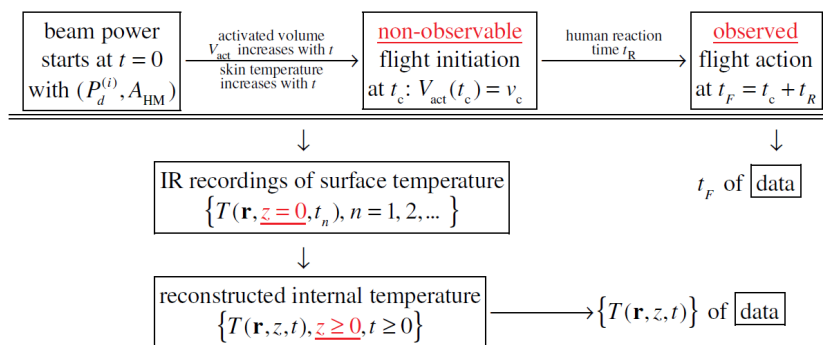 beam power
starts at t = 0
with (P_d^{(i)}, A_HM)
activated volume
V_act increases with t
skin temperature
increases with t
non-observable
flight initiation
at t_c: V_act(t_c) = v_c
human reaction
time t_R
observed
flight action
at t_F = t_c + t_R
↓
↓
IR recordings of surface temperature
{T(r, z = 0, t_n), n = 1, 2, ... }
t_F of data
↓
reconstructed internal temperature
{T(r, z, t), z ≥ 0, t ≥ 0}
{T(r, z, t)} of data